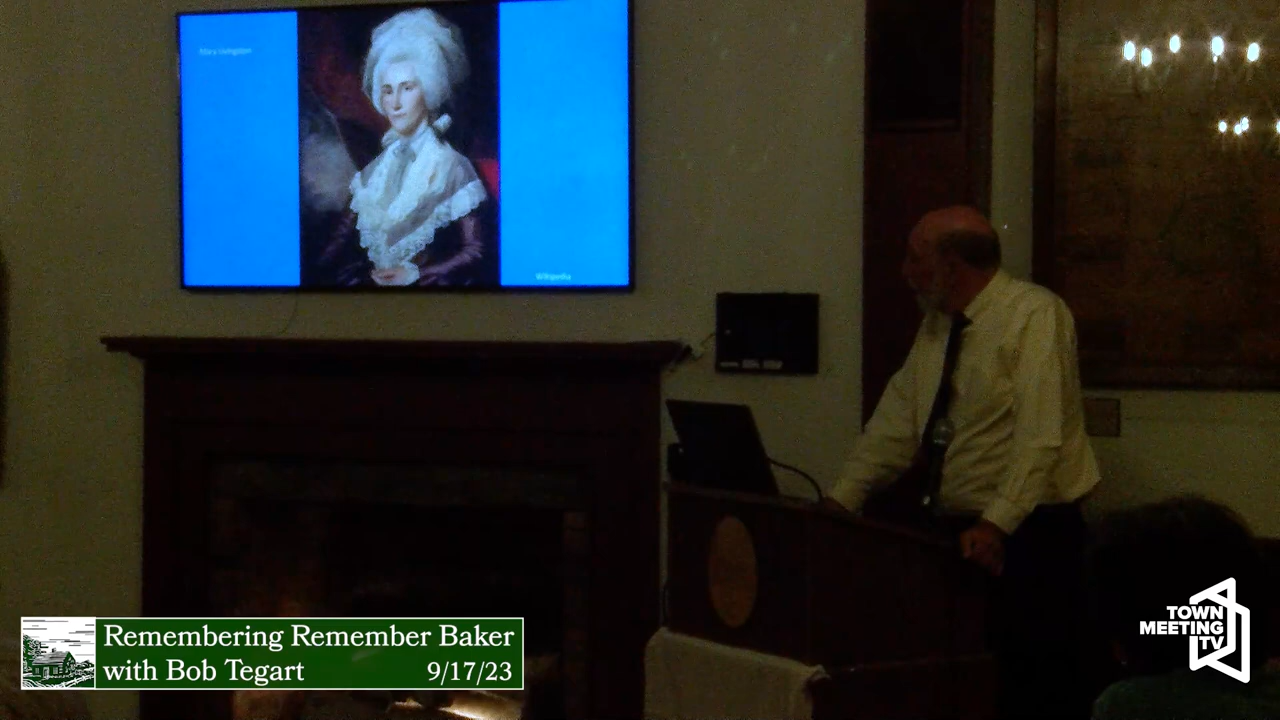 Mary Livingston
Wikipedia
Remembering Remember Baker
with Bob Tegart 9/17/23
TOWN
MEETING
TV